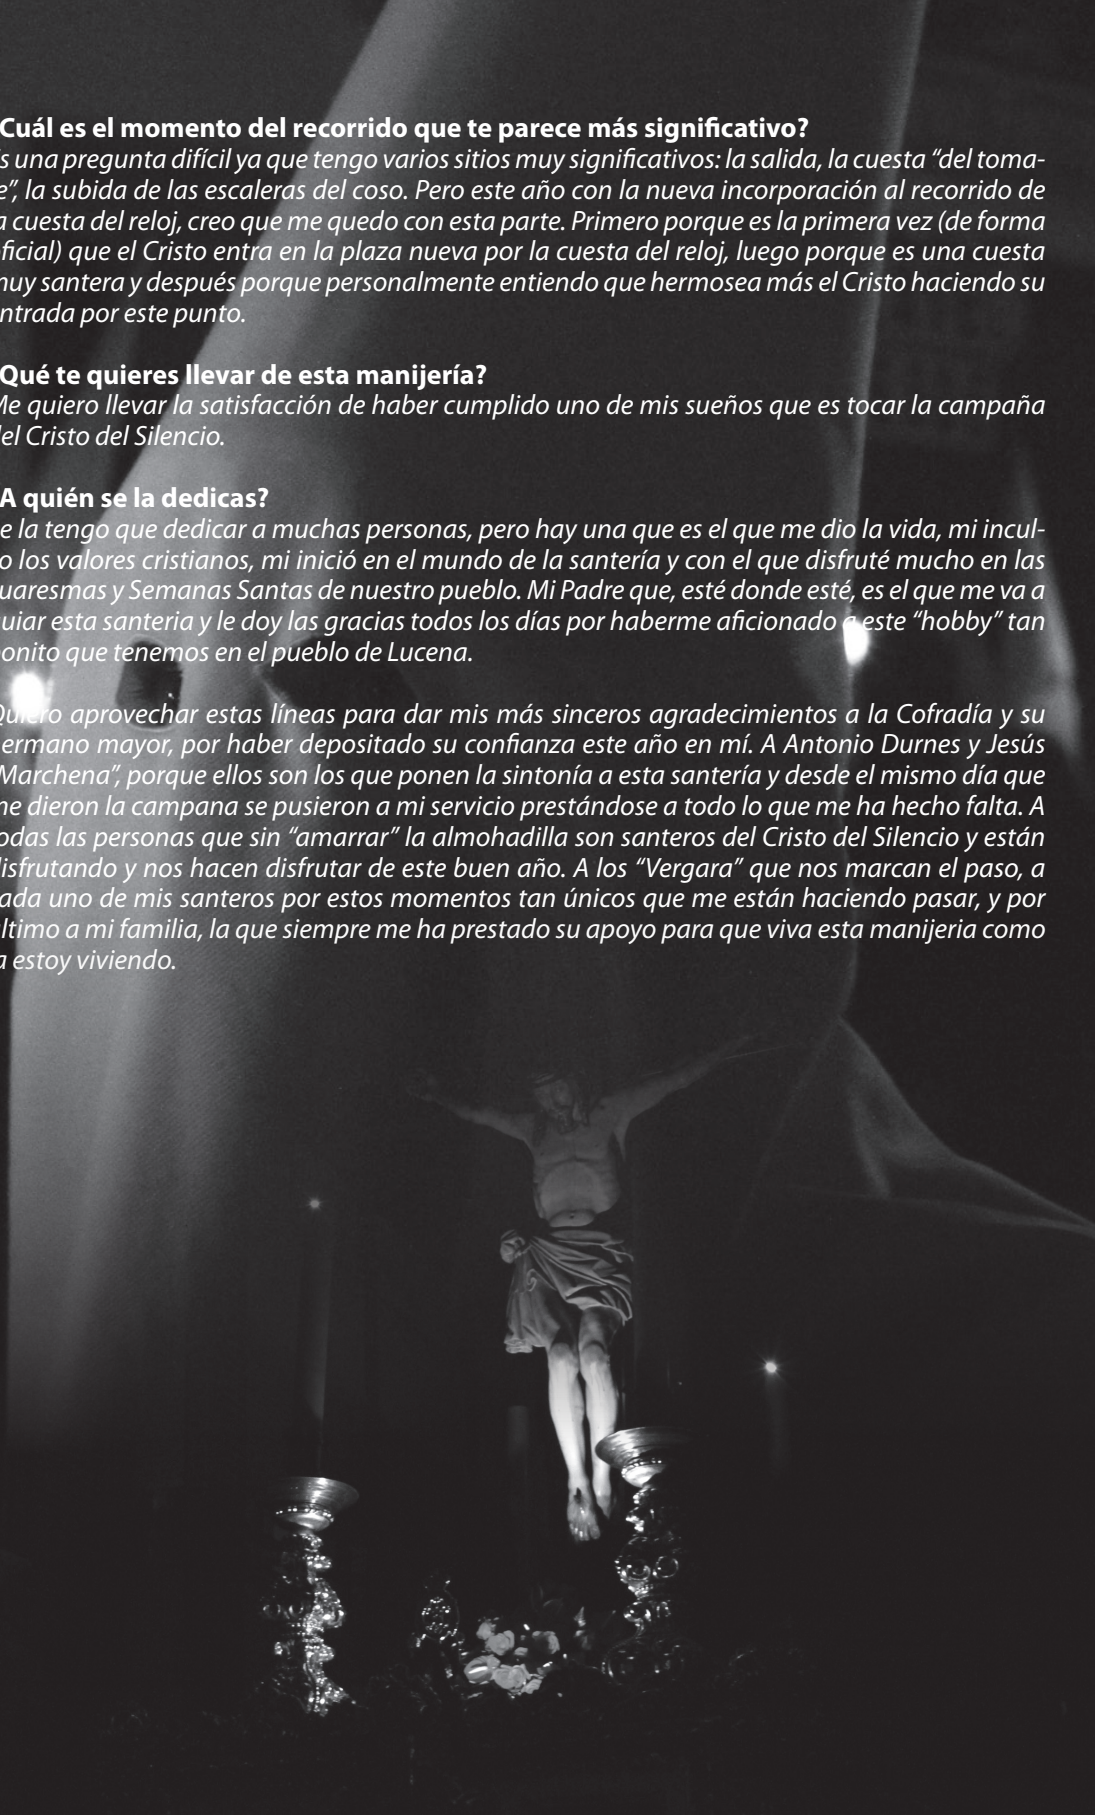 Cuál es el momento del recorrido que te parece más significativo?
s una pregunta difícil ya que tengo varios sitios muy significativos: la salida, la cuesta “del toma-
e”, la subida de las escaleras del coso. Pero este año con la nueva incorporación al recorrido de
a cuesta del reloj, creo que me quedo con esta parte. Primero porque es la primera vez (de forma
ficial) que el Cristo entra en la plaza nueva por la cuesta del reloj, luego porque es una cuesta
muy santera y después porque personalmente entiendo que hermosea más el Cristo haciendo su
ntrada por este punto.
Qué te quieres llevar de esta manijería?
Me quiero llevar la satisfacción de haber cumplido uno de mis sueños que es tocar la campaña
del Cristo del Silencio.
A quién se la dedicas?
e la tengo que dedicar a muchas personas, pero hay una que es el que me dio la vida, mi incul-
o los valores cristianos, mi inició en el mundo de la santería y con el que disfruté mucho en las
uaresmas y Semanas Santas de nuestro pueblo. Mi Padre que, esté donde esté, es el que me va a
uiar esta santeria y le doy las gracias todos los días por haberme aficionado a este “hobby” tan
onito que tenemos en el pueblo de Lucena.
Quiero aprovechar estas líneas para dar mis más sinceros agradecimientos a la Cofradía y su
ermano mayor, por haber depositado su confianza este año en mí. A Antonio Durnes y Jesús
“Marchena”, porque ellos son los que ponen la sintonía a esta santería y desde el mismo día que
me dieron la campana se pusieron a mi servicio prestándose a todo lo que me ha hecho falta. A
odas las personas que sin “amarrar” la almohadilla son santeros del Cristo del Silencio y están
disfrutando y nos hacen disfrutar de este buen año. A los “Vergara” que nos marcan el paso, a
ada uno de mis santeros por estos momentos tan únicos que me están haciendo pasar, y por
ltimo a mi familia, la que siempre me ha prestado su apoyo para que viva esta manijeria como
a estoy viviendo.